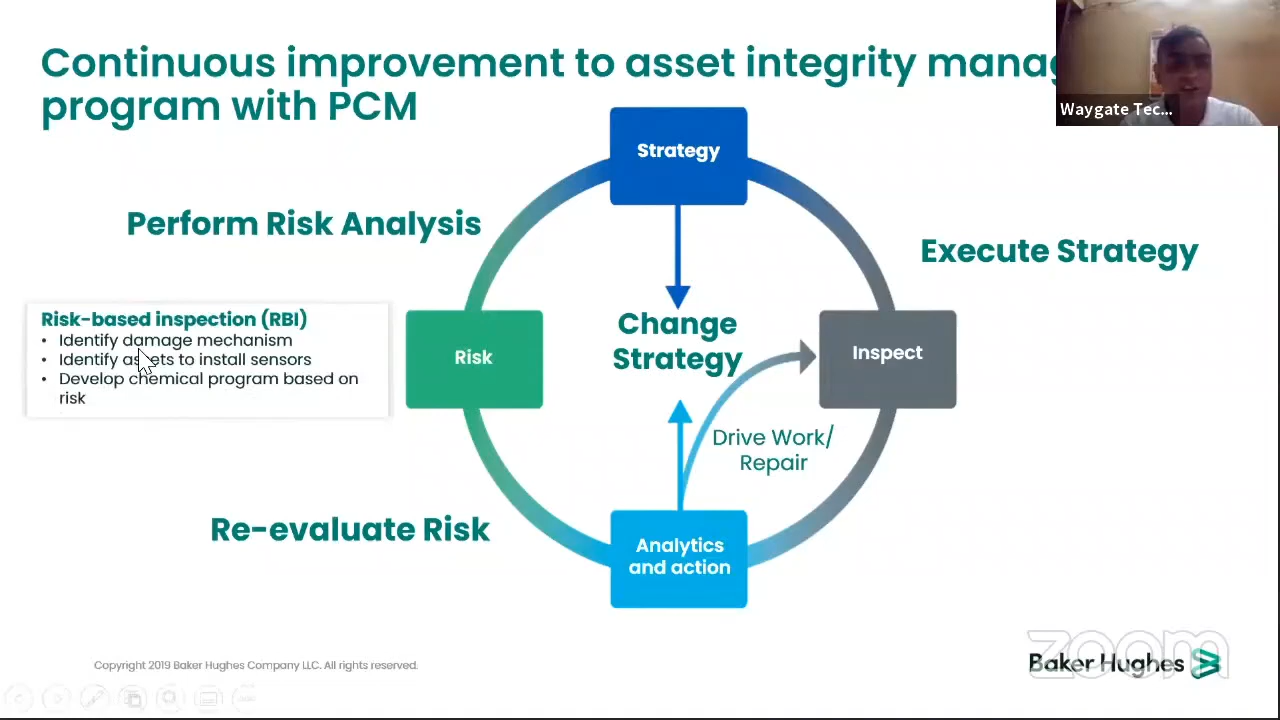 Continuous improvement to asset integrity
program with PCM
Waygate Tec...
Strategy
Perform Risk Analysis
Execute Strategy
Risk-based inspection (RBI)
• Identify damage mechanism
• Identify assets to install sensors
• Develop chemical program based on
risk
Risk
Change
Strategy
Inspect
Drive Work/
Repair
Re-evaluate Risk
Analytics
and action
Copyright 2019 Baker Hughes Company LLC. All rights reserved.
zoom
Baker Hughes